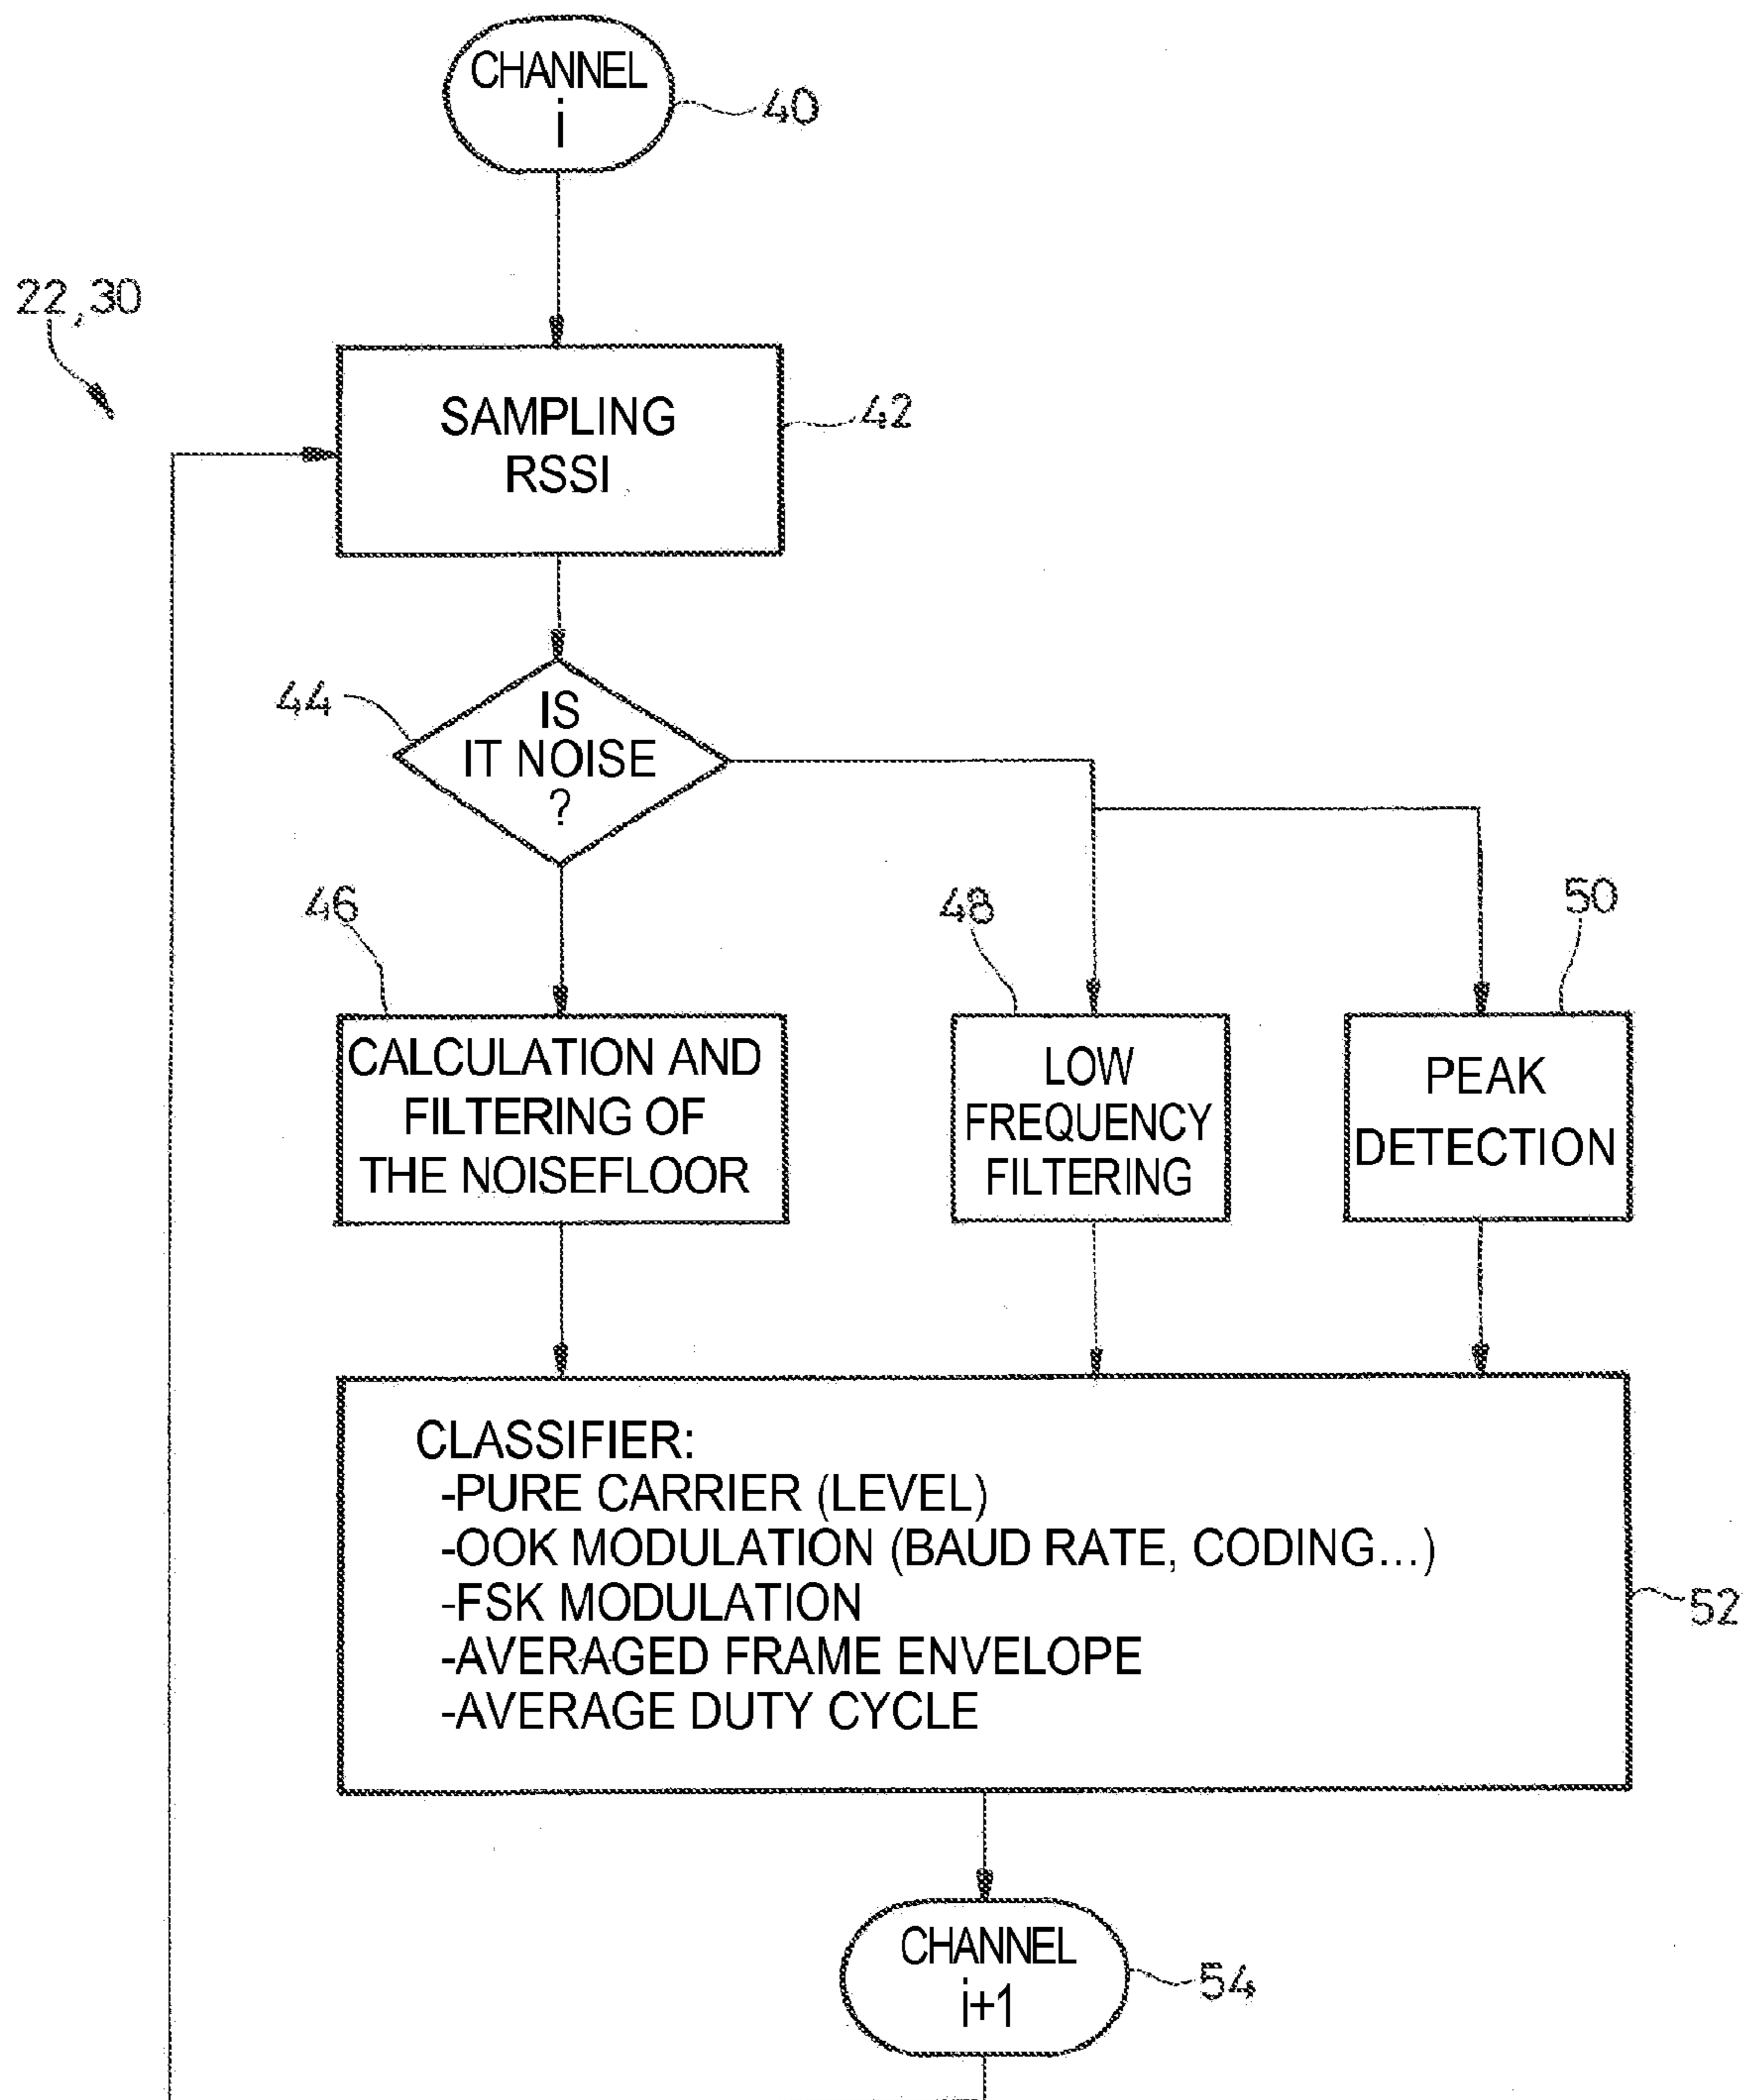 CHANNEL
i
40
22,30
SAMPLING
RSSI
42
44
IS
IT NOISE
?
46
48
50
CALCULATION AND
FILTERING OF
THE NOISEFLOOR
LOW
FREQUENCY
FILTERING
PEAK
DETECTION
CLASSIFIER:
-PURE CARRIER (LEVEL)
-OOK MODULATION (BAUD RATE, CODING...)
-FSK MODULATION
-AVERAGED FRAME ENVELOPE
-AVERAGE DUTY CYCLE
52
CHANNEL
i+1
54